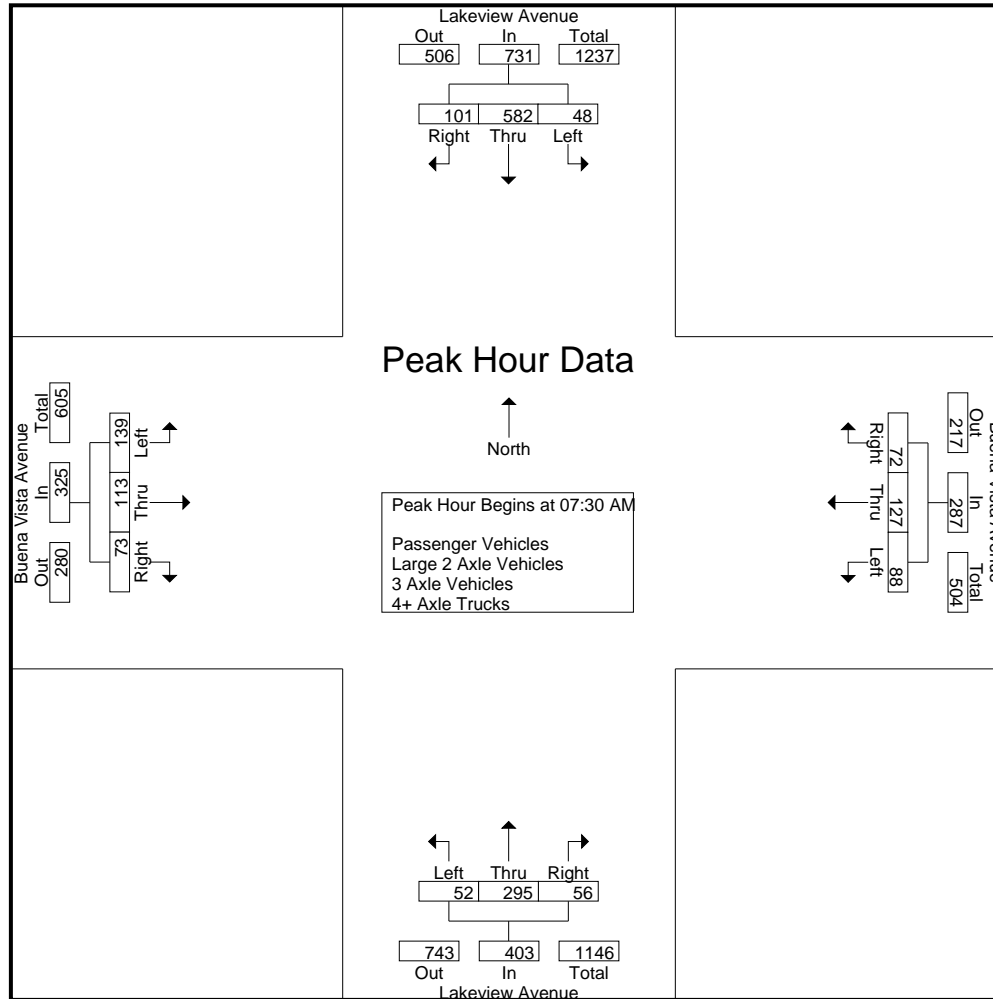 Lakeview Avenue
Out In Total
506 731 1237
101 582 48
Right Thru Left
Peak Hour Data
North
Peak Hour Begins at 07:30 AM
Passenger Vehicles
Large 2 Axle Vehicles
3 Axle Vehicles
4+ Axle Trucks
Buena Vista Avenue
Total In Out
605 325 280
139 113 73
Left Thru Right
Out In Total
217 287 504
72 127 88
Right Thru Left
Left Thru Right
52 295 56
743 403 1146
Out In Total
Lakeview Avenue